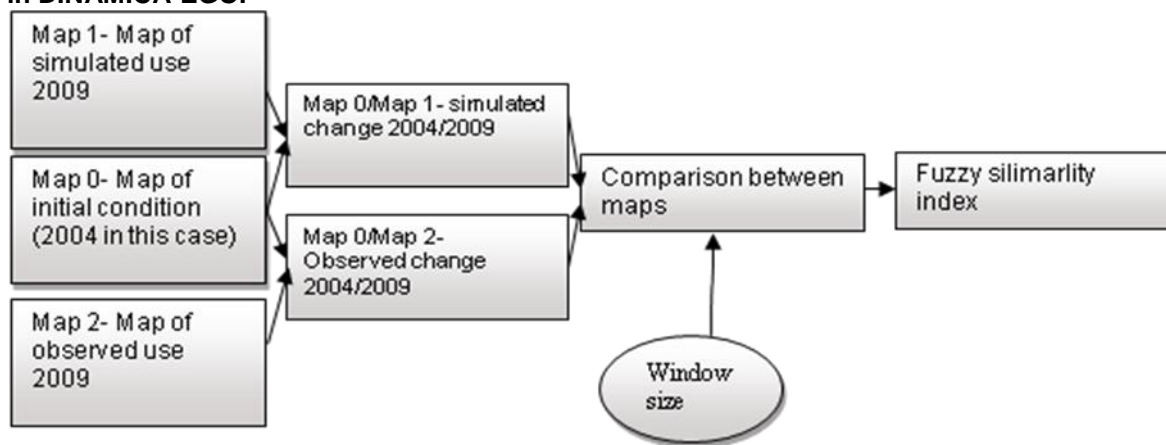 in DINAMICA-EGO.
Map 1- Map of
simulated use
2009
Map 0- Map of
initial condition
(2004 in this case)
Map 2- Map of
observed use
2009
Map 0/Map 1- simulated
change 2004/2009
Map 0/Map 2-
Observed change
2004/2009
Comparison between
maps
Window
size
Fuzzy silimarlity
index